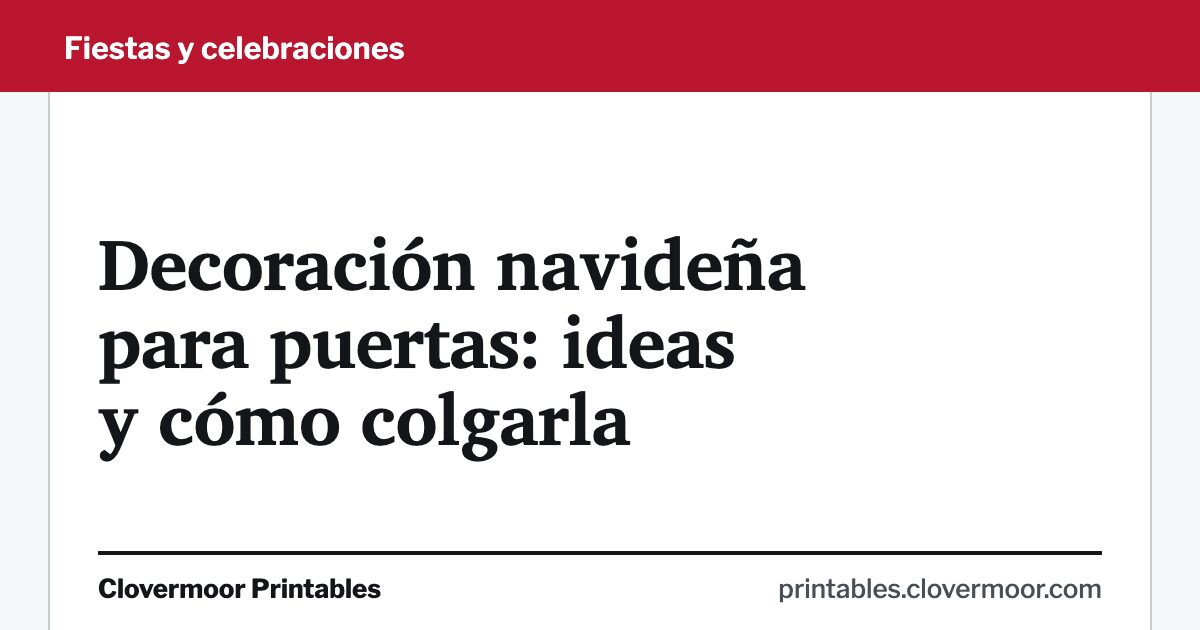 Fiestas y celebraciones
Decoración navideña
para puertas: ideas
y cómo colgarla
Clovermoor Printables
printables.clovermoor.com